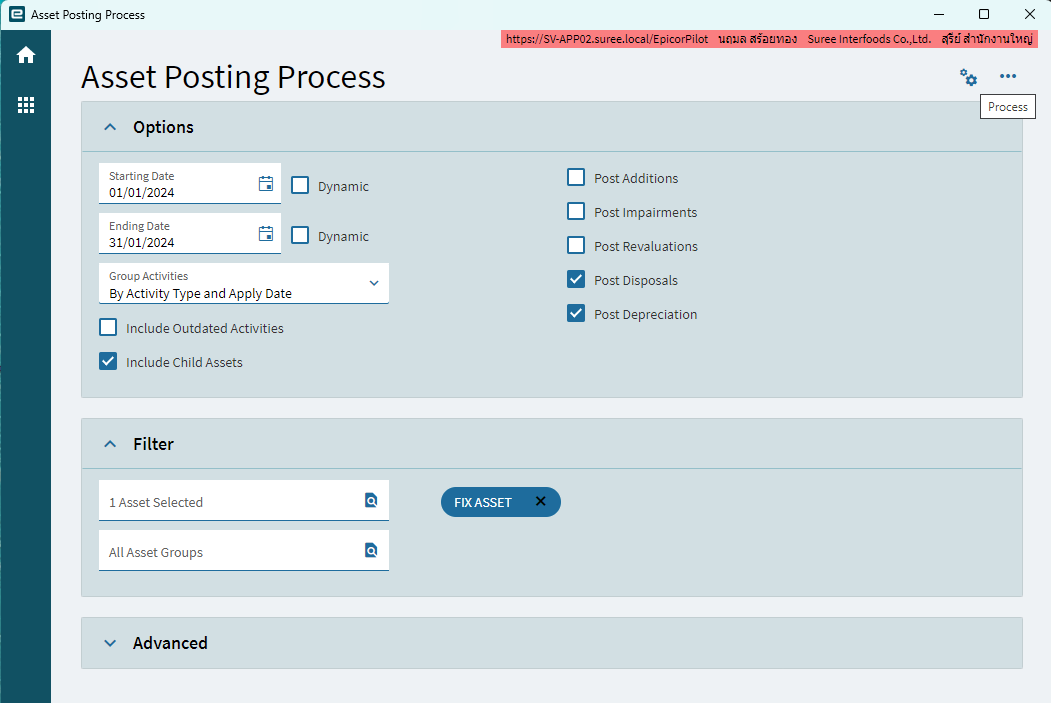 Asset Posting Process
https://SV-APP02.suree.local/EpicorPilot นฤมล สร้อยทอง Suree Interfoods Co.,Ltd. สุรีย์ สำนักงานใหญ่
Asset Posting Process
Process
Options
Starting Date
01/01/2024
Dynamic
Ending Date
31/01/2024
Dynamic
Group Activities
By Activity Type and Apply Date
Include Outdated Activities
Include Child Assets
Post Additions
Post Impairments
Post Revaluations
Post Disposals
Post Depreciation
Filter
1 Asset Selected
FIX ASSET
All Asset Groups
Advanced